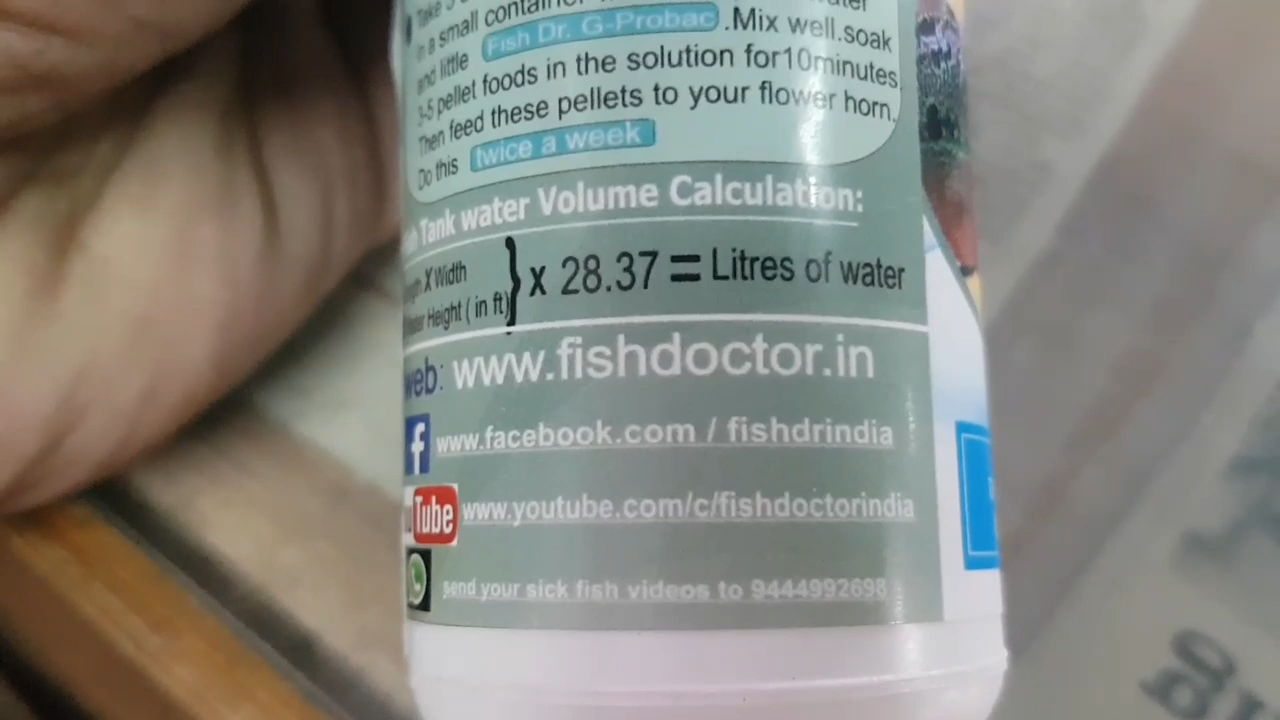 Take
in a small container
and little Fish Dr. G-Probac .Mix well.soak
3-5 pellet foods in the solution for10minutes.
Then feed these pellets to your flower horn.
Do this twice a week
Tank water Volume Calculation:
X Width
Height ( in ft)
} x 28.37 = Litres of water
web: www.fishdoctor.in
f www.facebook.com / fishdrindia
Tube www.youtube.com/c/fishdoctorindia
send your sick fish videos to 9444992698